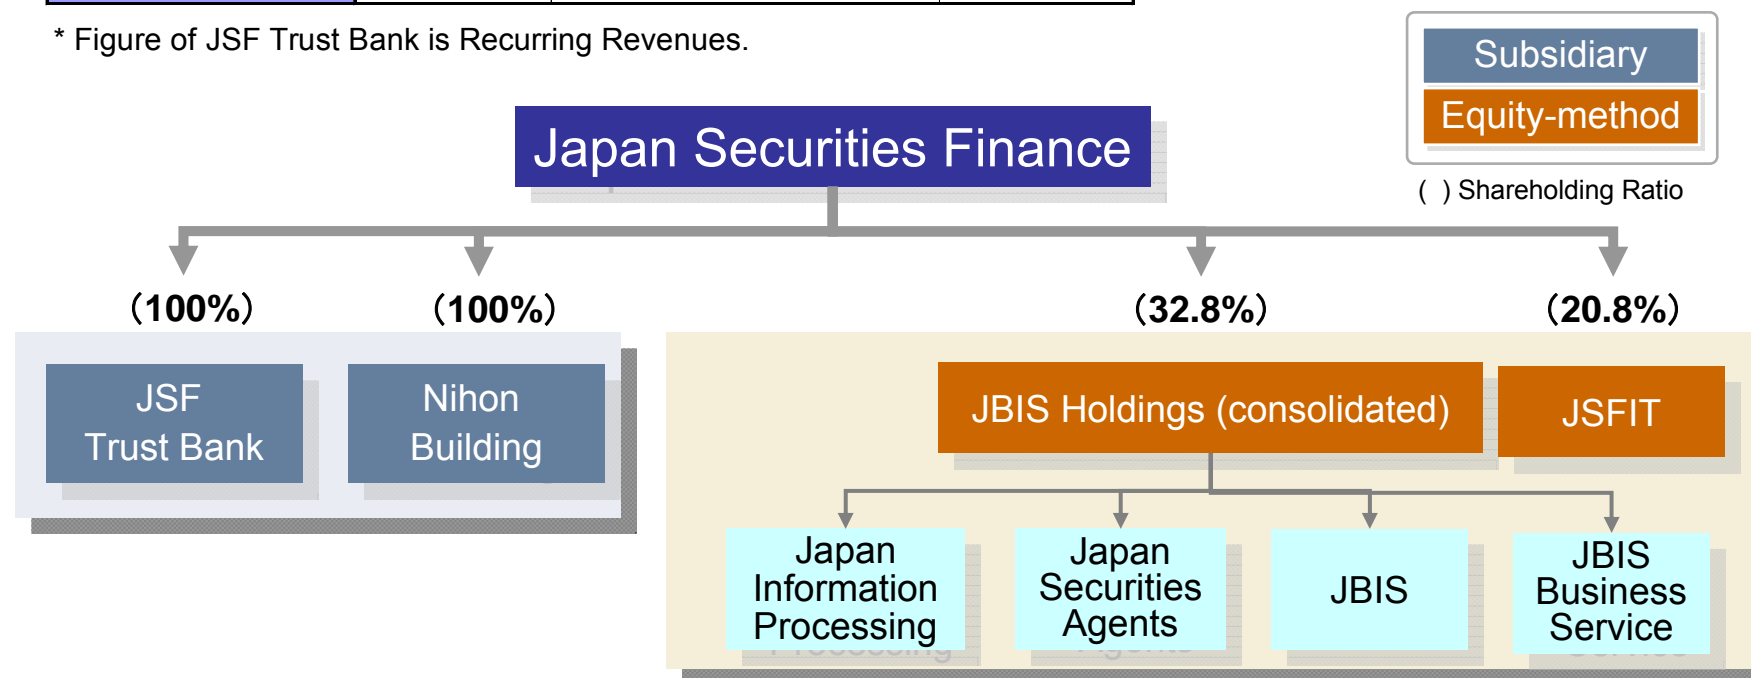 * Figure of JSF Trust Bank is Recurring Revenues.
Subsidiary
Equity-method
( ) Shareholding Ratio
Japan Securities Finance
(100%)
(100%)
(32.8%)
(20.8%)
JSF
Trust Bank
Nihon
Building
JBIS Holdings (consolidated)
JSFIT
Japan
Information
Processing
Japan
Securities
Agents
JBIS
JBIS
Business
Service